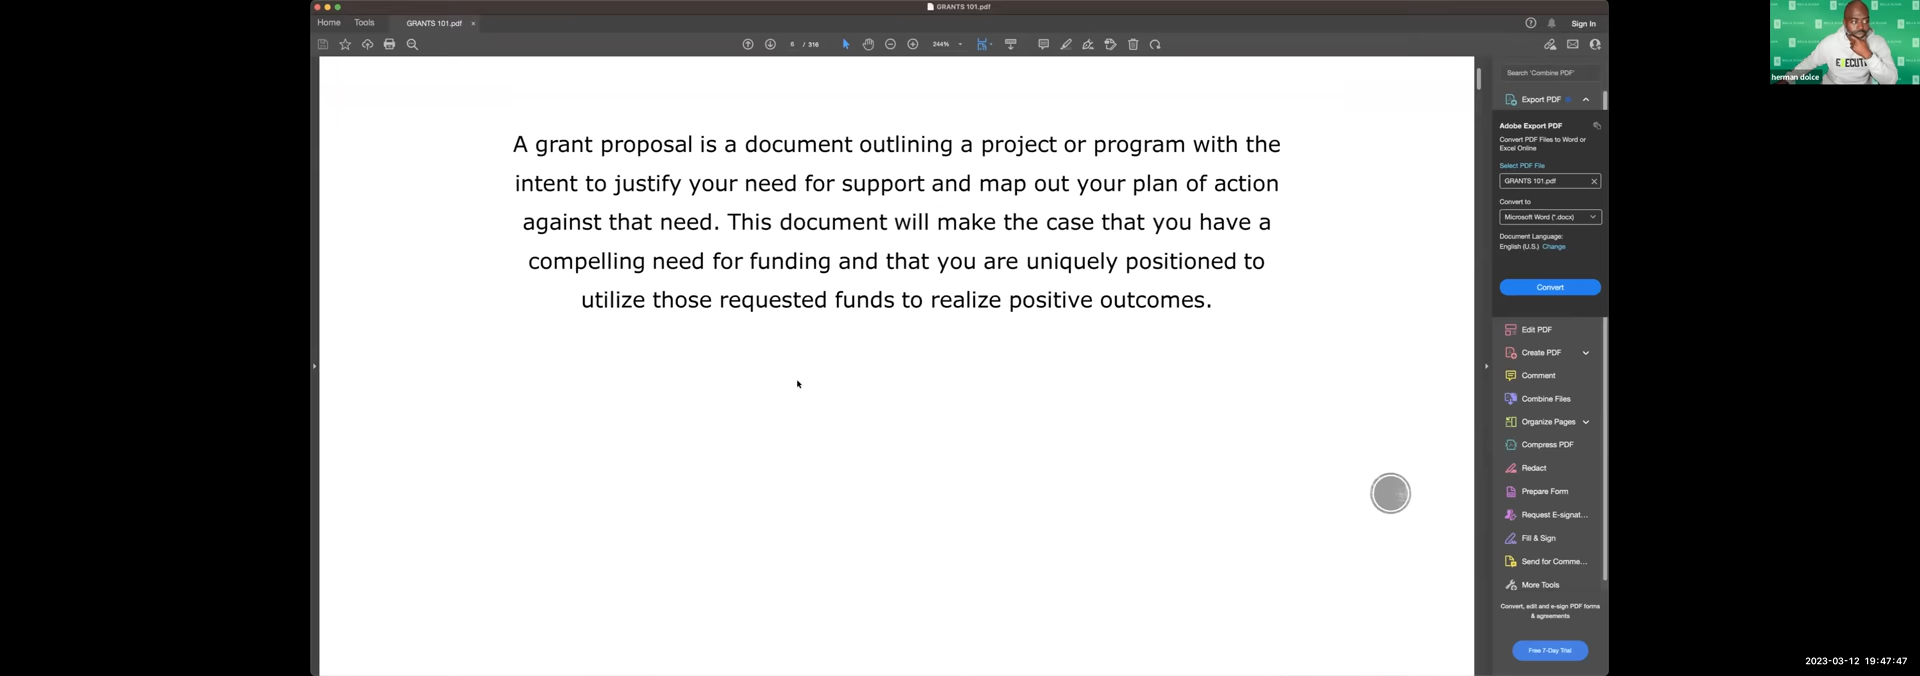 GRANTS 101.pdf
Home
Tools
GRANTS 101.pdf
×
Sign In
6 / 316
244%
A grant proposal is a document outlining a project or program with the
intent to justify your need for support and map out your plan of action
against that need. This document will make the case that you have a
compelling need for funding and that you are uniquely positioned to
utilize those requested funds to realize positive outcomes.
Search 'Combine PDF'
Export PDF
Adobe Export PDF
Convert PDF Files to Word or
Excel Online
Select PDF File
GRANTS 101.pdf
Convert to
Microsoft Word (*.docx)
Document Language:
English (U.S.) Change
Convert
Edit PDF
Create PDF
Comment
Combine Files
Organize Pages
Compress PDF
Redact
Prepare Form
Request E-signat...
Fill & Sign
Send for Comme...
More Tools
Convert, edit and e-sign PDF forms
& agreements
Free 7-Day Trial
herman dolce
2023-03-12 19:47:47